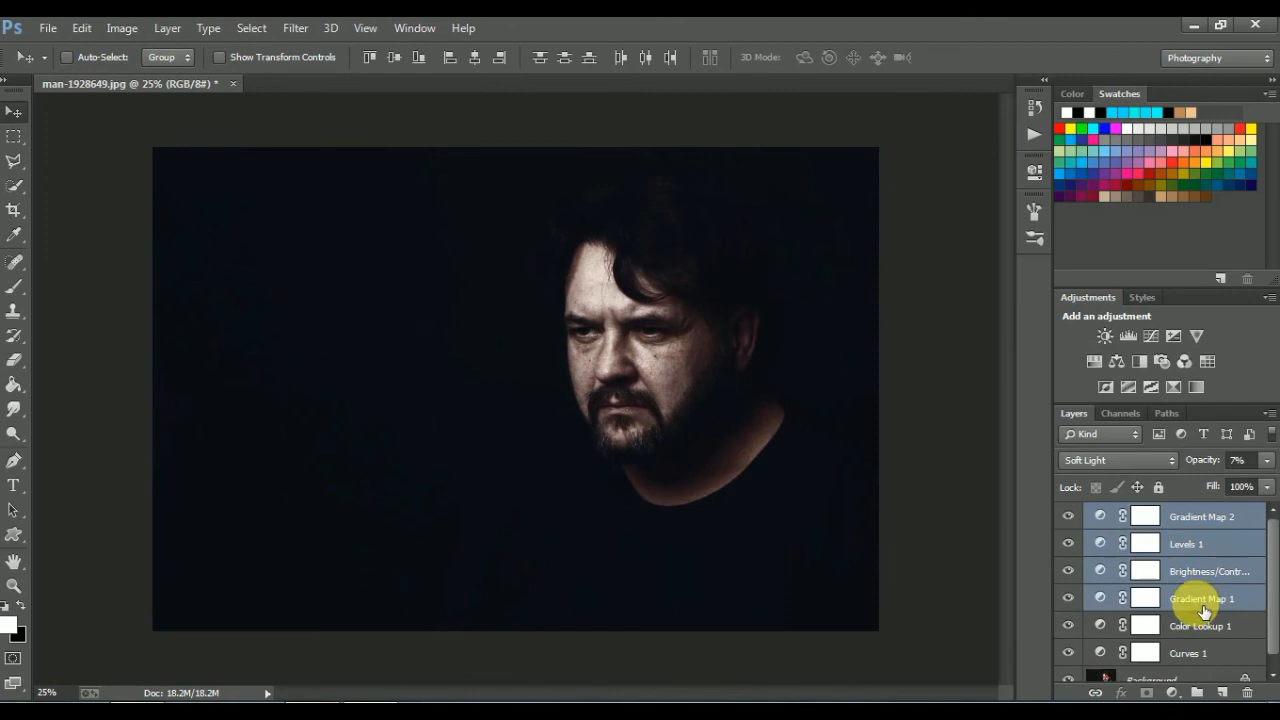 Ps File Edit Image Layer Type Select Filter 3D View Window Help
Auto-Select: Group Show Transform Controls 3D Mode: Photography
man-1928649.jpg @ 25% (RGB/8#) * ×
Color Swatches
Adjustments Styles
Add an adjustment
Layers Channels Paths
Kind
Soft Light Opacity: 7%
Lock: Fill: 100%
Gradient Map 2
Levels 1
Brightness/Contr...
Gradient Map 1
Color Lookup 1
Curves 1
Background
25% Doc: 18.2M/18.2M